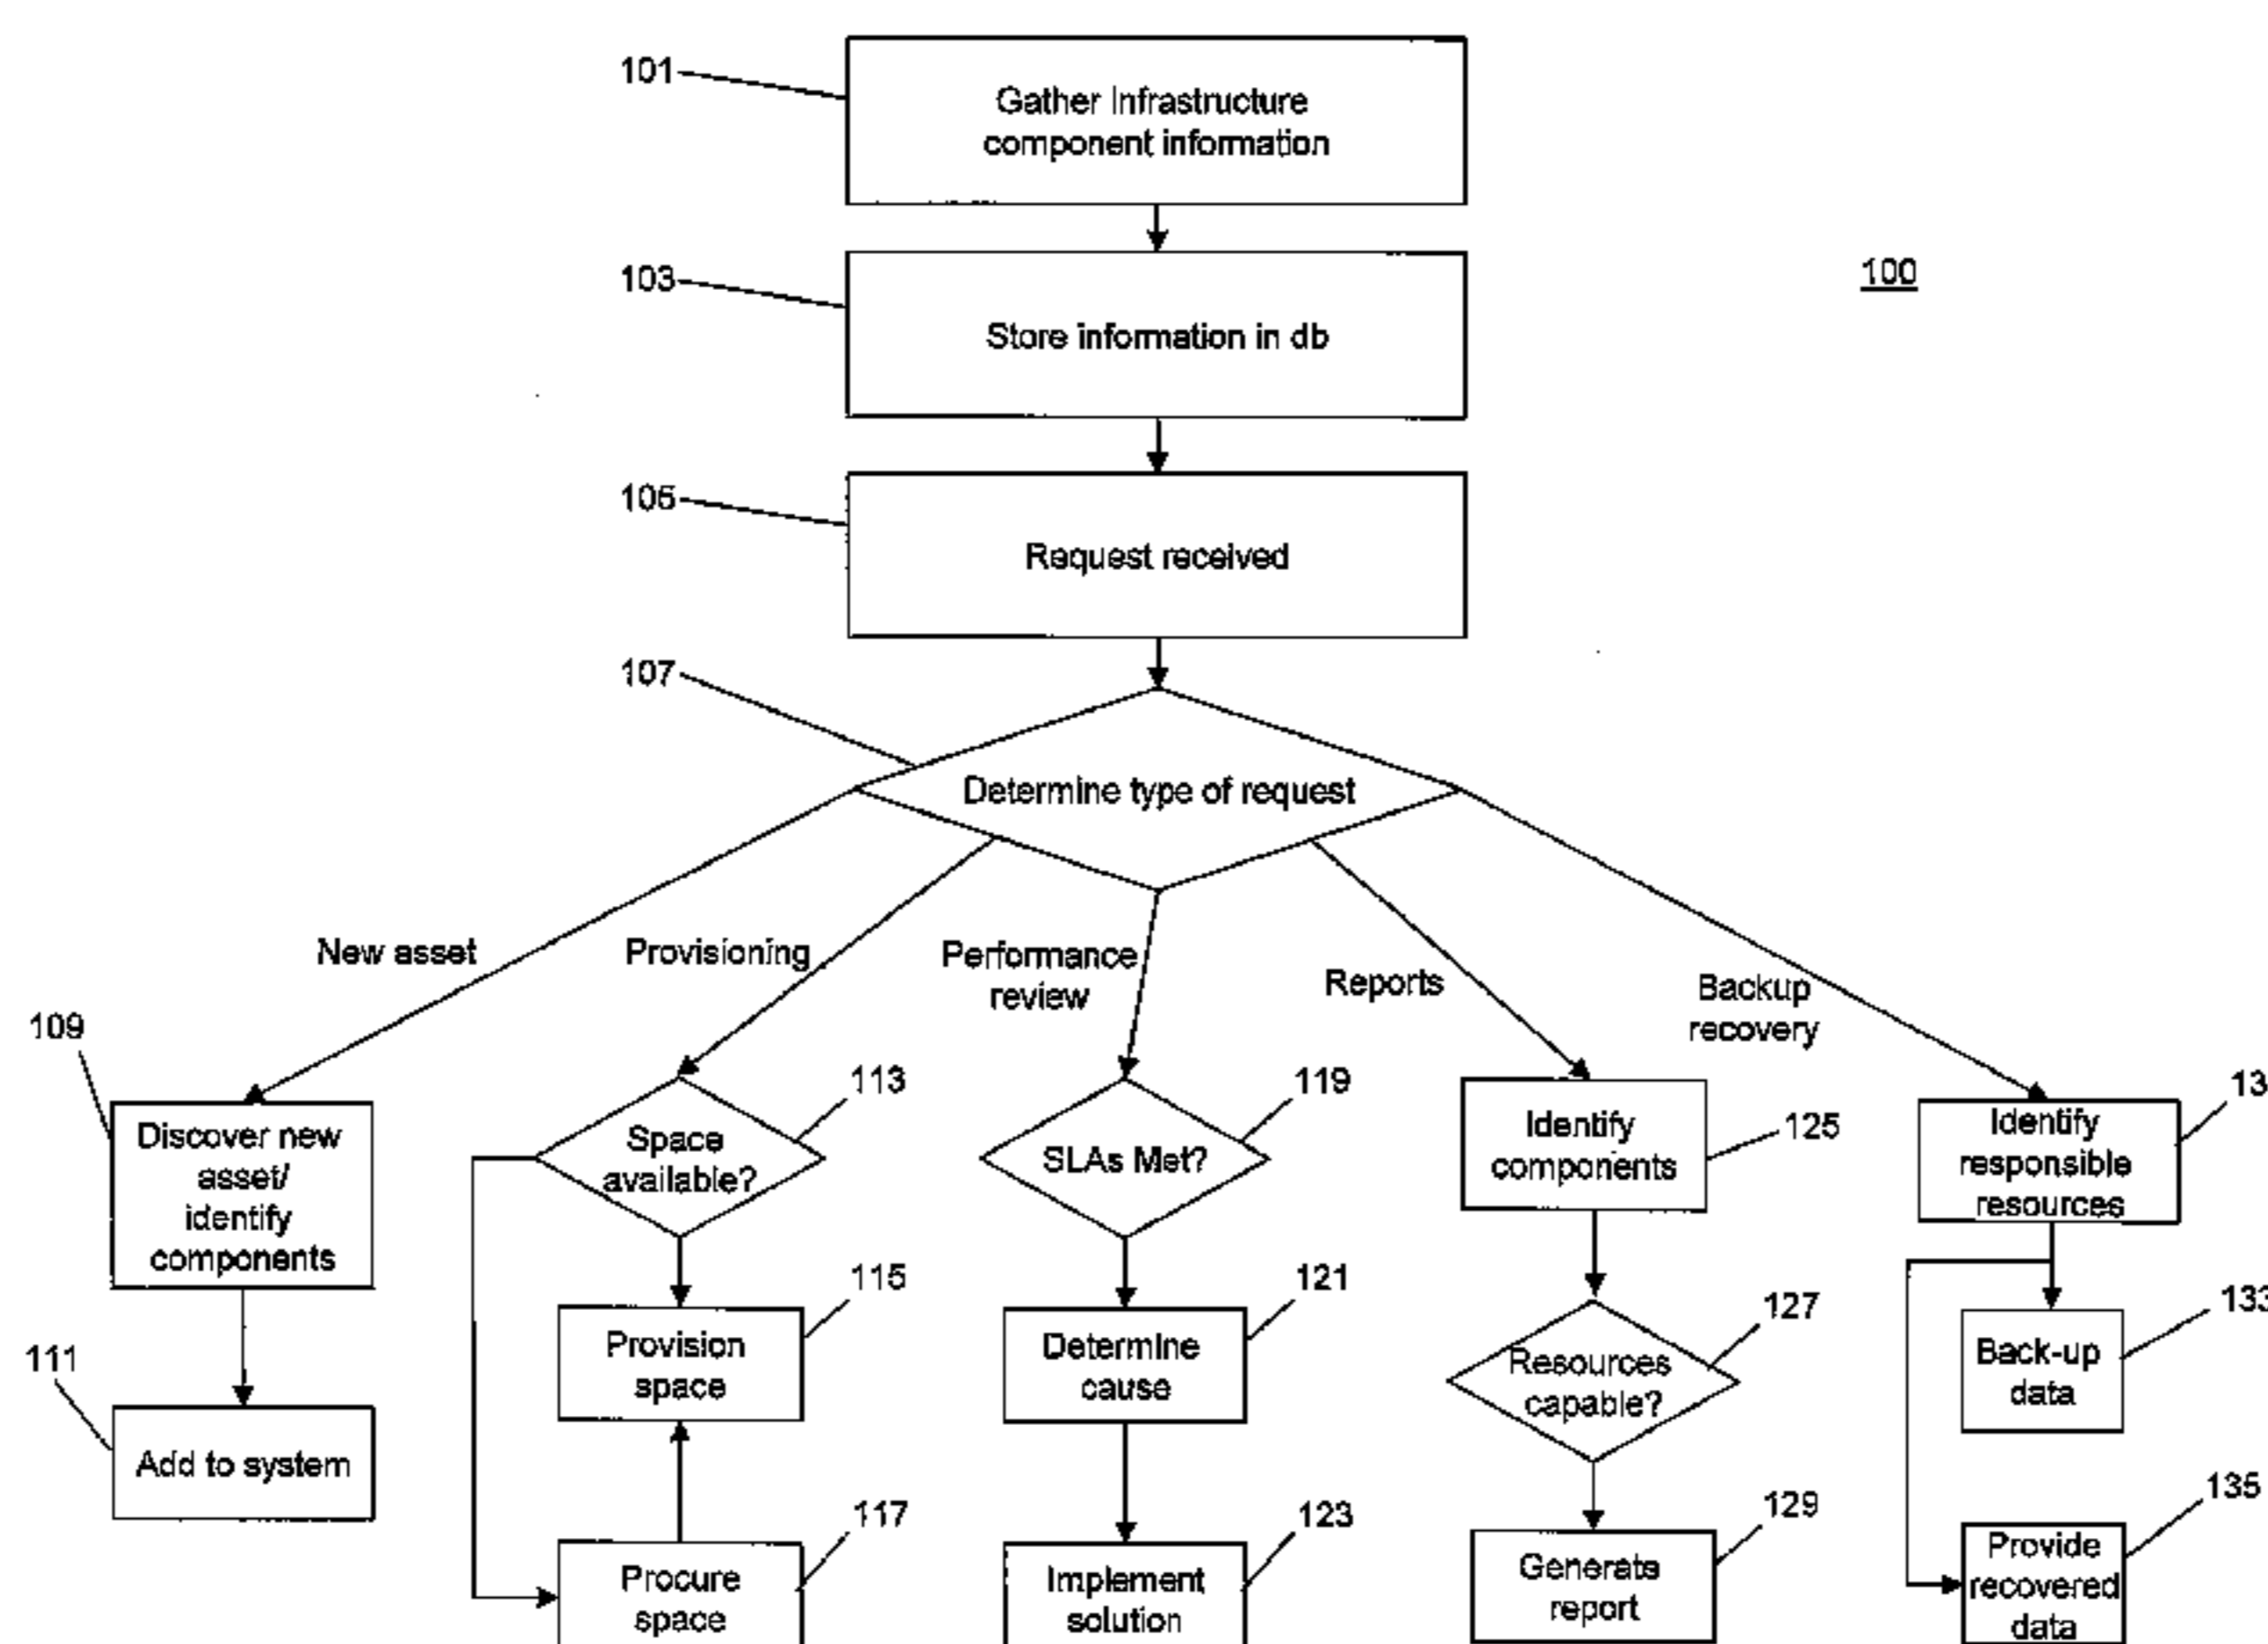 101
Gather Infrastructure
component information
103
Store information in db
100
105
Request received
107
Determine type of request
New asset
Provisioning
Performance
review
Reports
Backup
recovery
109
Discover new
asset/
identify
components
111
Add to system
113
Space
available?
115
Provision
space
117
Procure
space
119
SLAs Met?
121
Determine
cause
123
Implement
solution
125
Identify
components
127
Resources
capable?
129
Generate
report
13
Identify
responsible
resources
133
Back-up
data
135
Provide
recovered
data